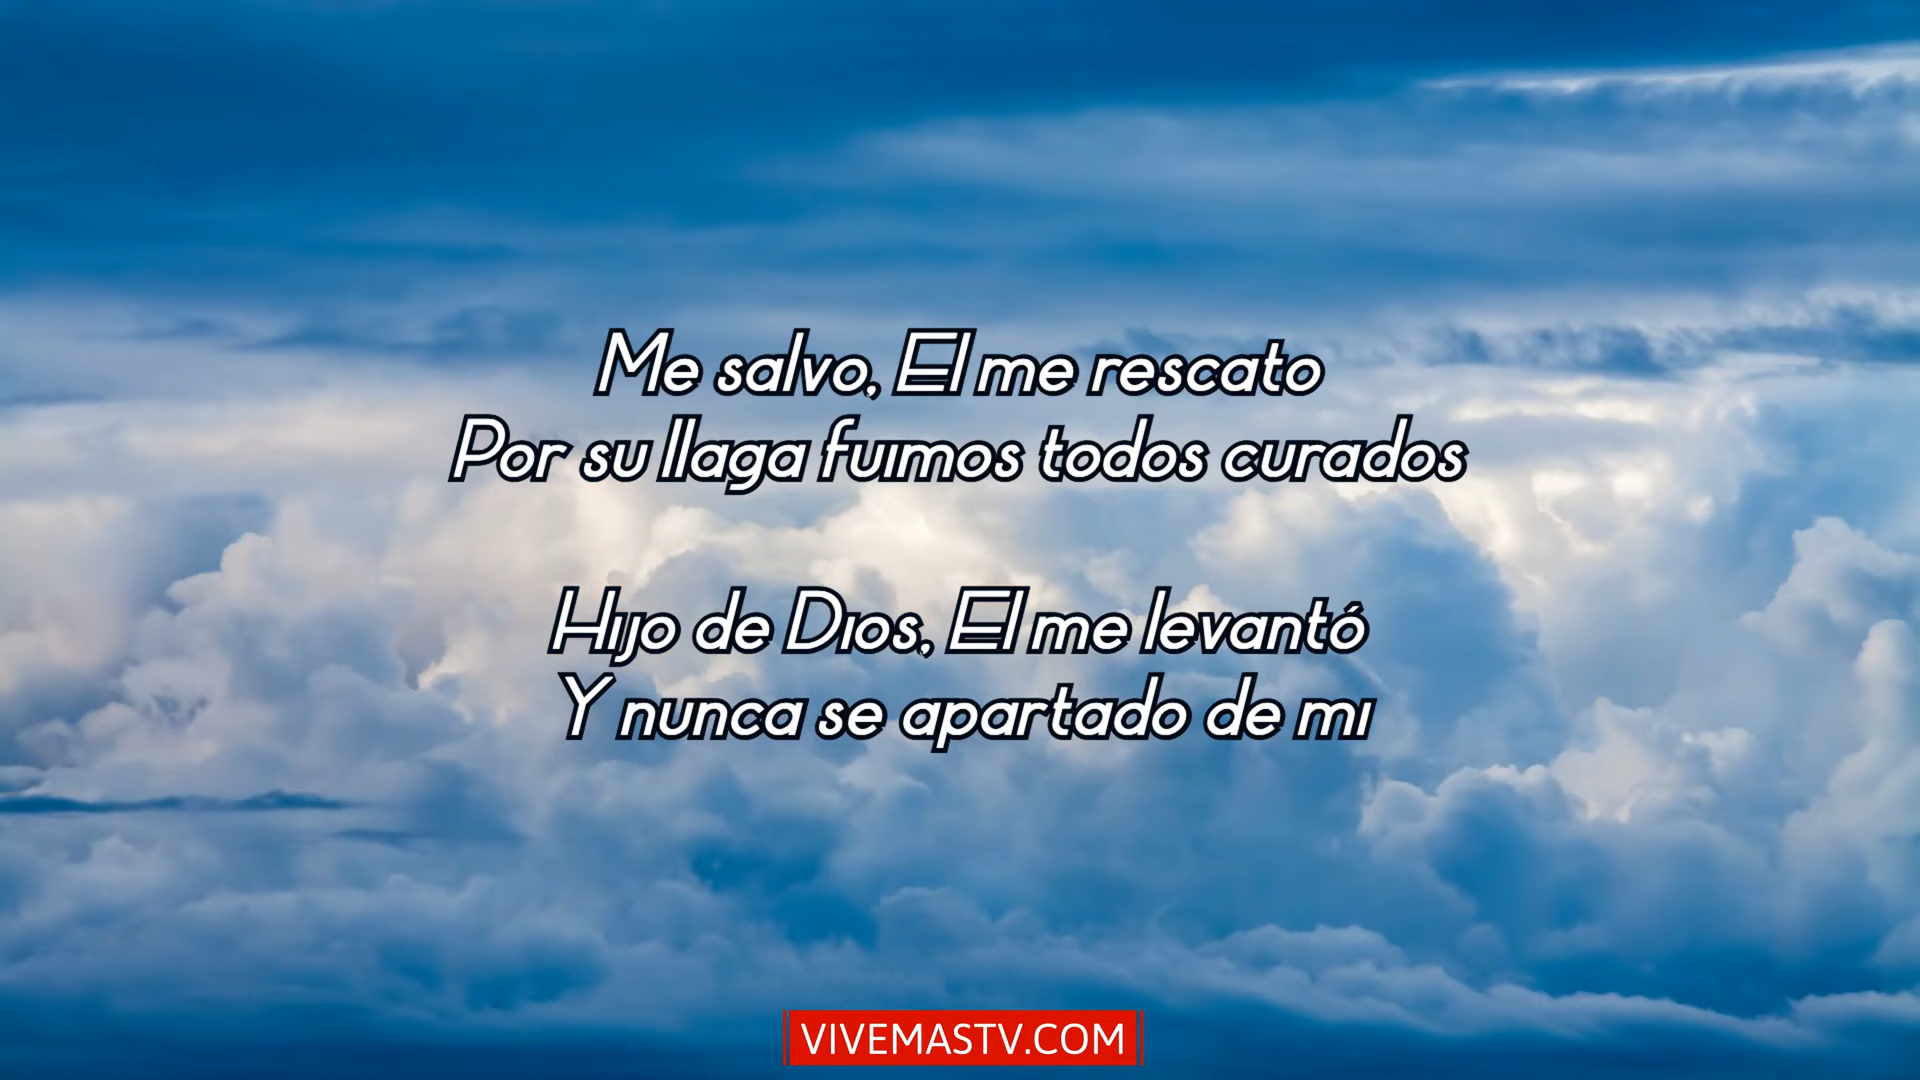 Me salvo, El me rescato
Por su llaga fuimos todos curados
Hijo de Dios, El me levantó
Y nunca se apartado de mi
VIVEMASTV.COM